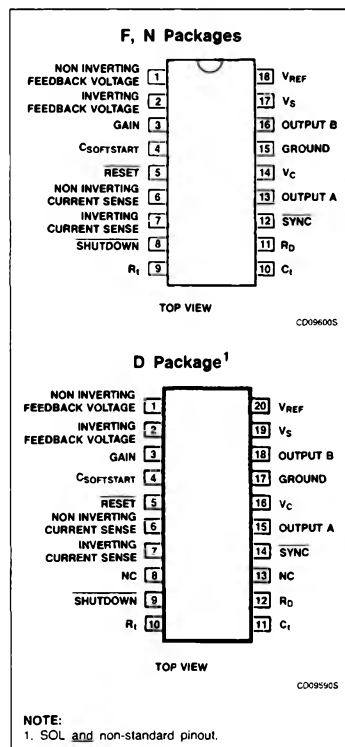 F, N Packages
NON INVERTING
FEEDBACK VOLTAGE 1
18 VREF
INVERTING
FEEDBACK VOLTAGE 2
17 VS
GAIN 3
16 OUTPUT B
CSOFTSTART 4
15 GROUND
RESET 5
14 VC
NON INVERTING
CURRENT SENSE 6
13 OUTPUT A
INVERTING
CURRENT SENSE 7
12 SYNC
SHUTDOWN 8
11 RD
Rt 9
10 Ct
TOP VIEW
CD09600S
D Package1
NON INVERTING
FEEDBACK VOLTAGE 1
20 VREF
INVERTING
FEEDBACK VOLTAGE 2
19 VS
GAIN 3
18 OUTPUT B
CSOFTSTART 4
17 GROUND
RESET 5
16 VC
NON INVERTING
CURRENT SENSE 6
15 OUTPUT A
INVERTING
CURRENT SENSE 7
14 SYNC
NC 8
13 NC
SHUTDOWN 9
12 RD
Rt 10
11 Ct
TOP VIEW
CD09590S
NOTE:
1. SOL and non-standard pinout.